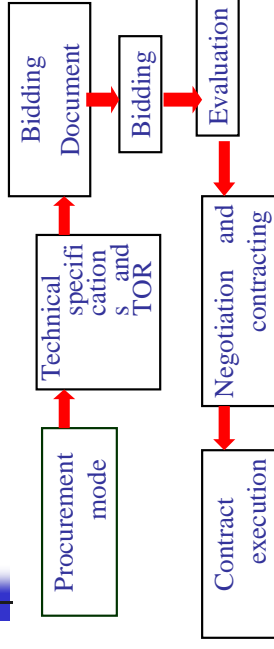 Procurement
mode
Technical
specifi
cation
s and
TOR
Bidding
Document
Bidding
Evaluation
Negotiation and
contracting
Contract
execution